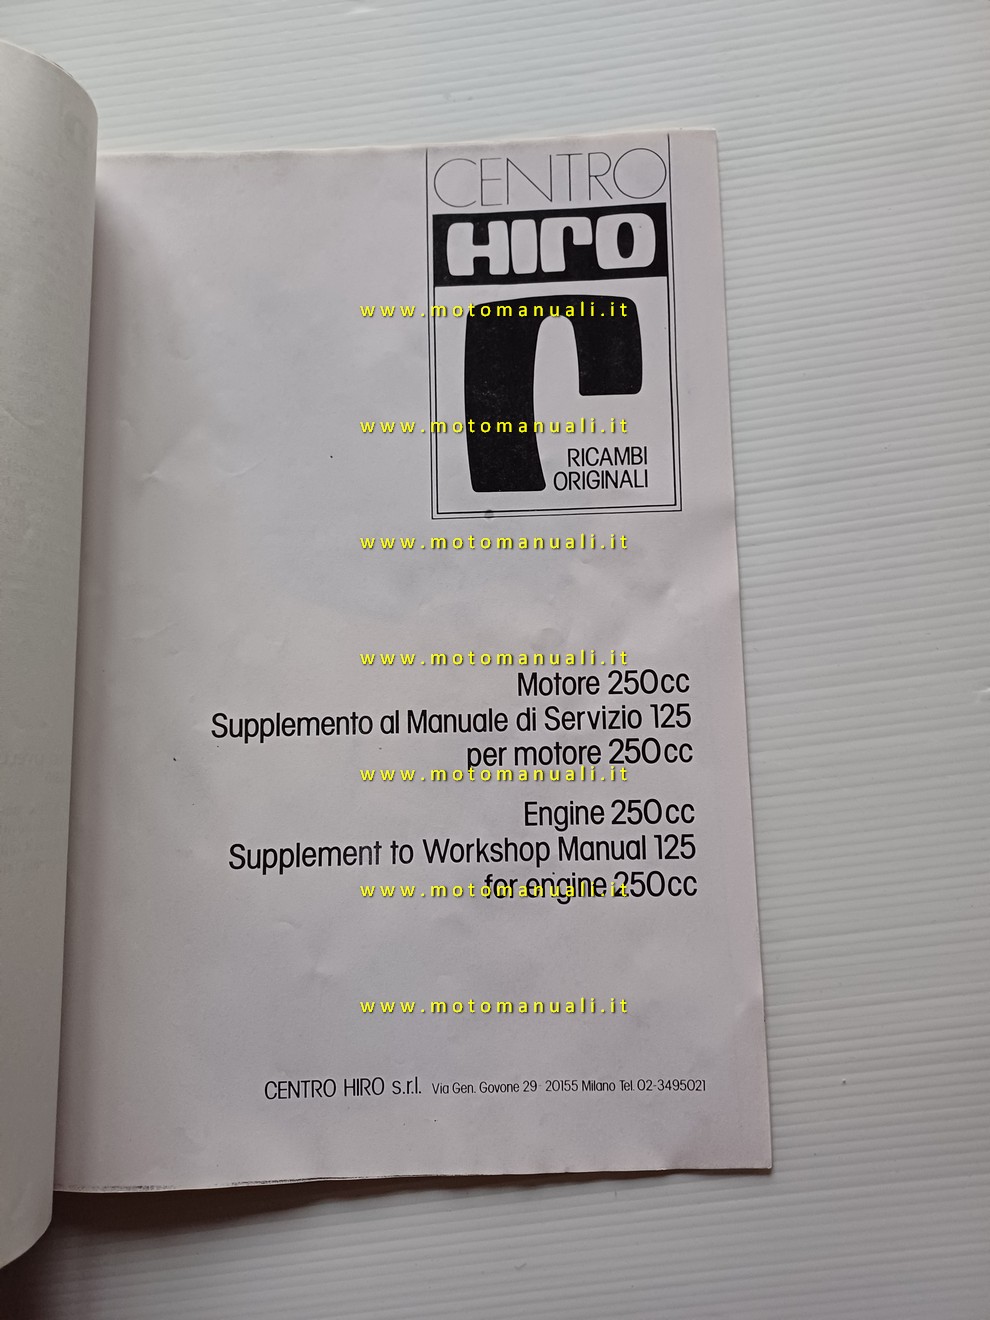 CENTRO
HIRO
www.motomanuali.it
www.motomanuali.it
RICAMBI
ORIGINALI
www.motomanuali.it
www.motomanuali.it
Motore 250cc
Supplemento al Manuale di Servizio 125
per motore 250cc
www.motomanuali.it
Engine 250cc
Supplement to Workshop Manual 125
for engine 250cc
www.motomanuali.it
www.motomanuali.it
CENTRO HIRO s.r.l. Via Gen. Govone 29 - 20155 Milano Tel. 02-3495021